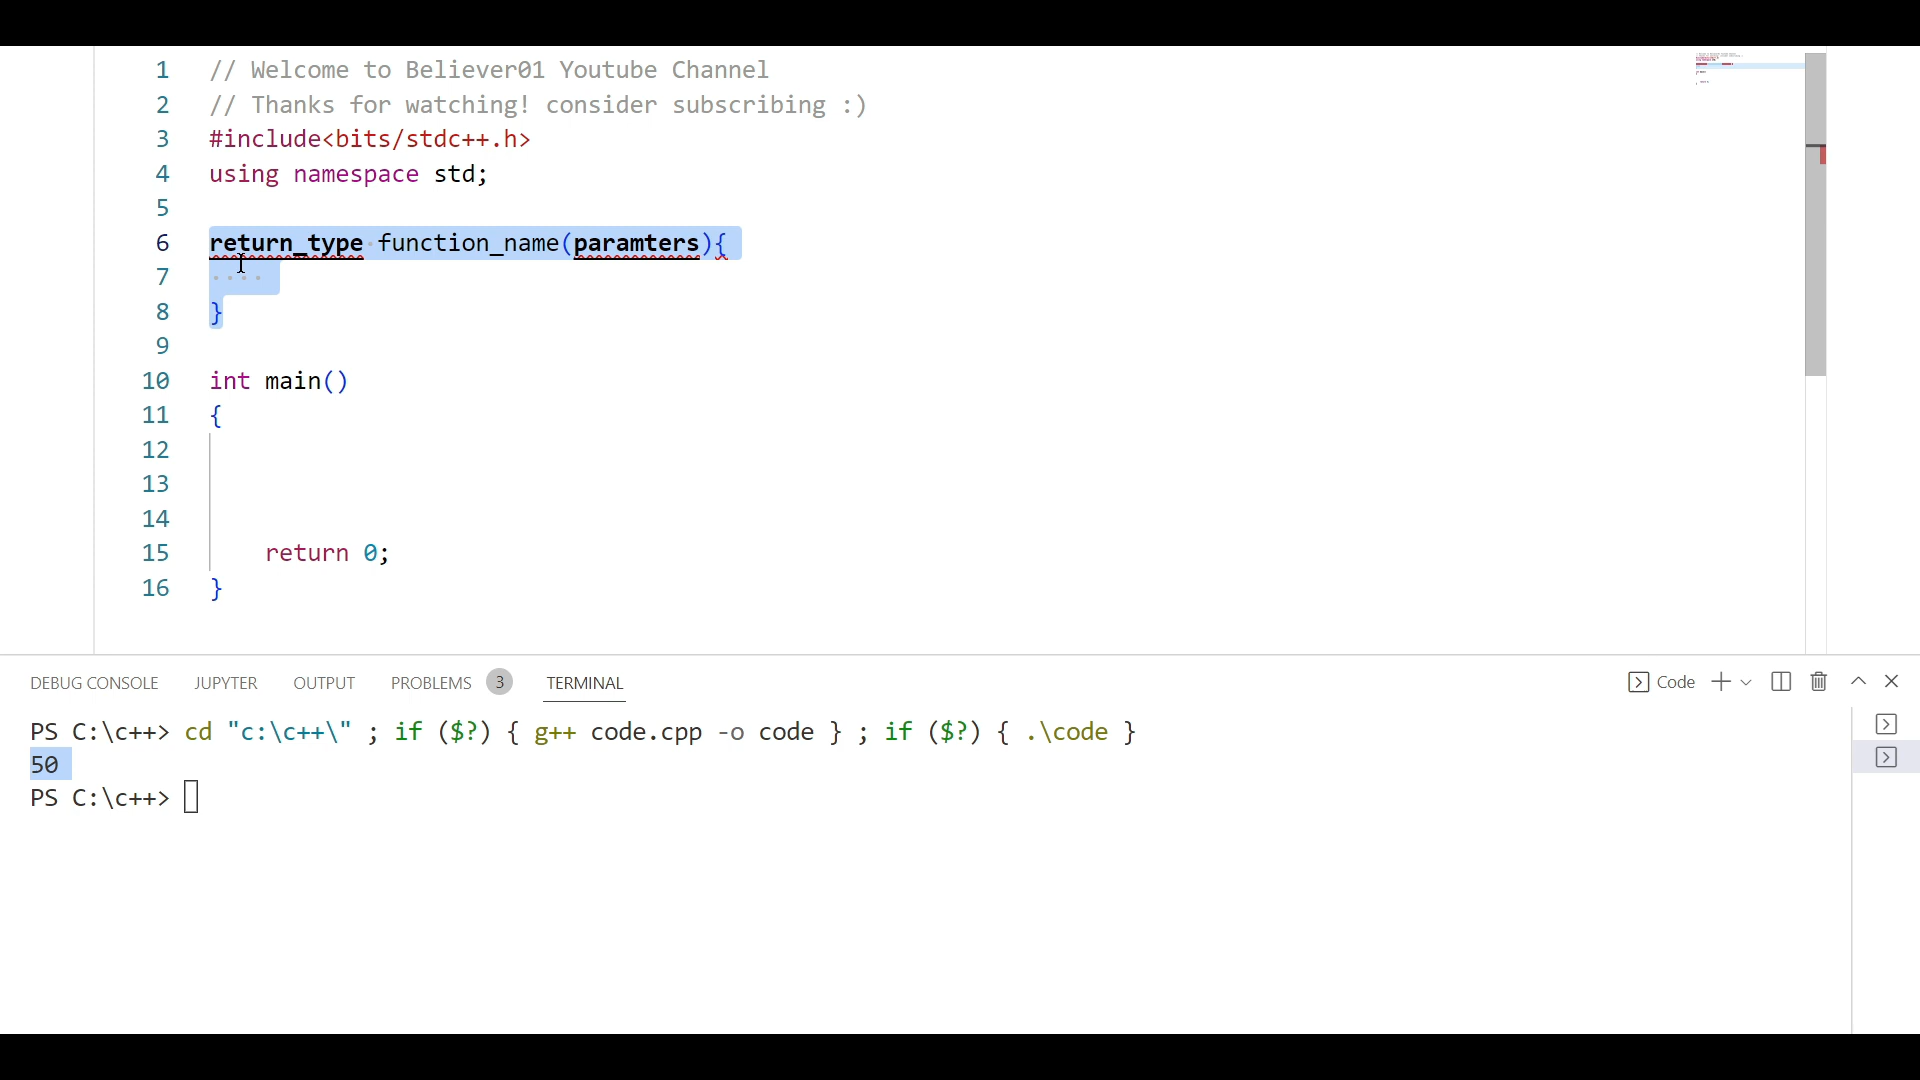 1 // Welcome to Believer01 Youtube Channel
2 // Thanks for watching! consider subscribing :)
3 #include<bits/stdc++.h>
4 using namespace std;
5
6 return_type function_name(paramters){
7
8 }
9
10 int main()
11 {
12
13
14
15 return 0;
16 }
DEBUG CONSOLE JUPYTER OUTPUT PROBLEMS 3 TERMINAL Code
PS C:\c++> cd "c:\c++\" ; if ($?) { g++ code.cpp -o code } ; if ($?) { .\code }
50
PS C:\c++>